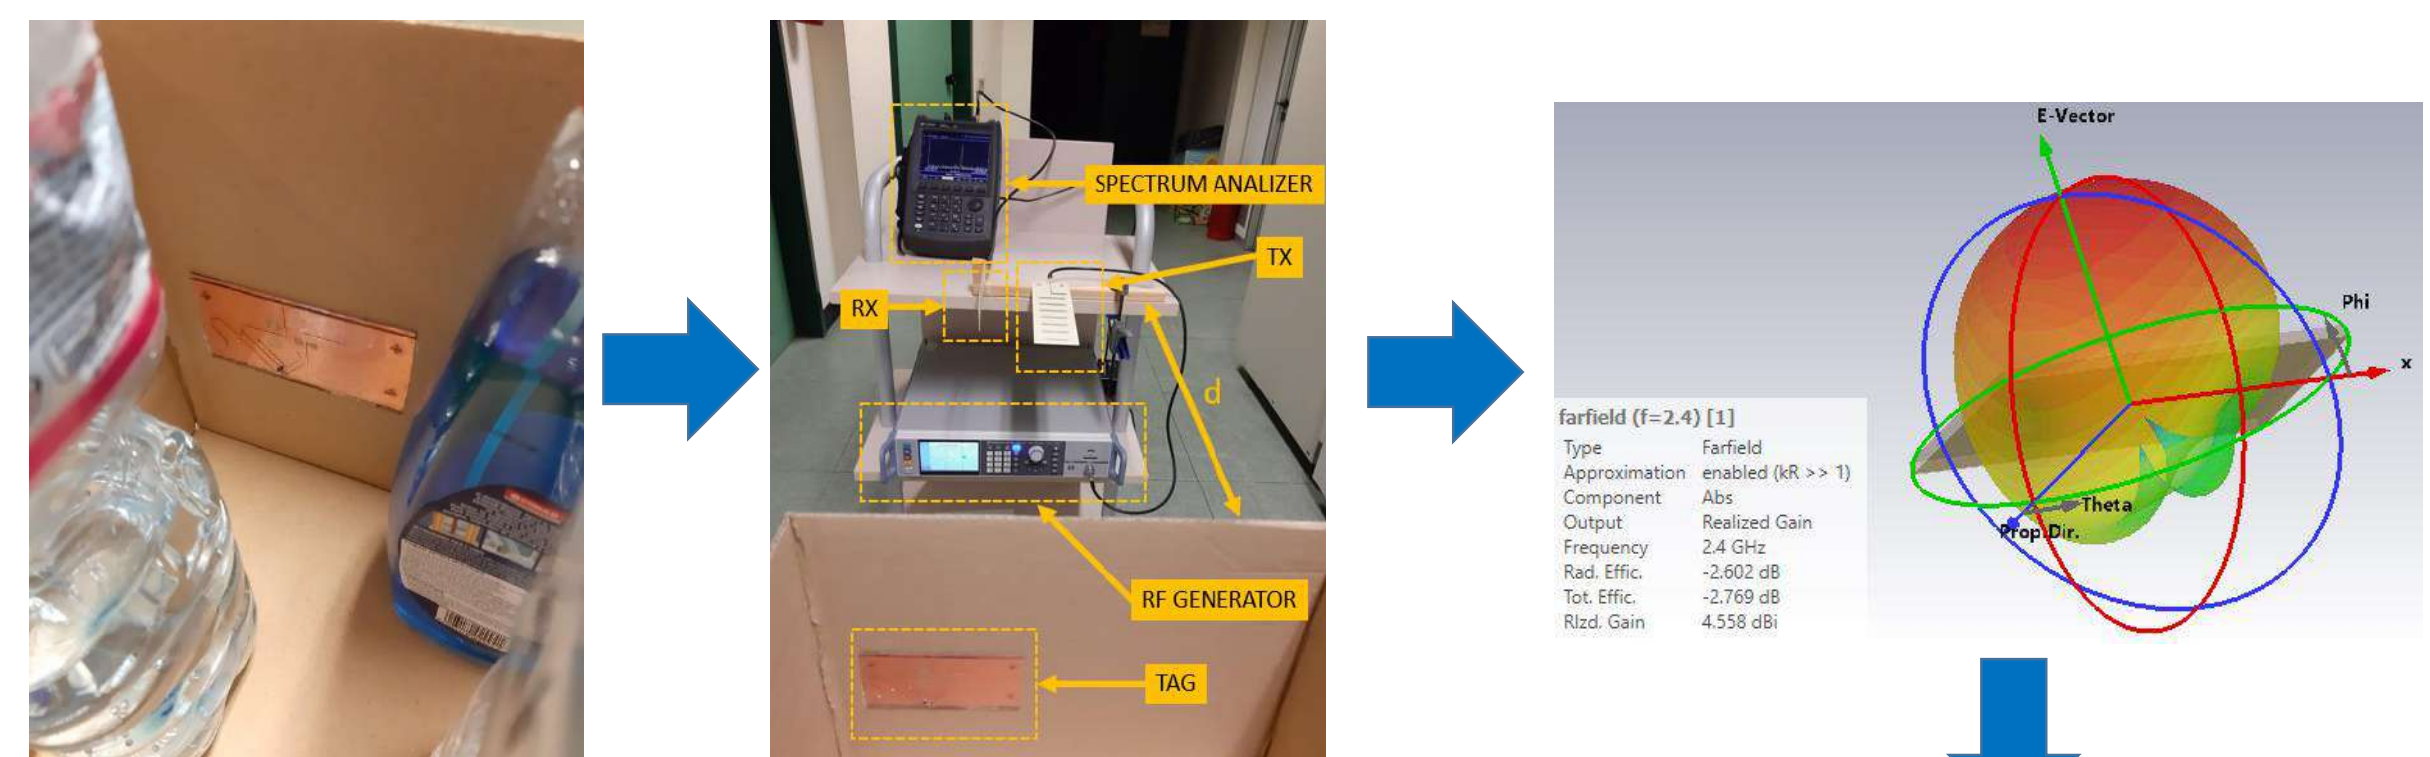 SPECTRUM ANALIZER
TX
RX
d
RF GENERATOR
TAG
E-Vector
Phi
x
Theta
Prop.Dir.
farfield (f=2.4) [1]
Type Farfield
Approximation enabled (kR >> 1)
Component Abs
Output Realized Gain
Frequency 2.4 GHz
Rad. Effic. -2.602 dB
Tot. Effic. -2.769 dB
Rlzd. Gain 4.558 dBi